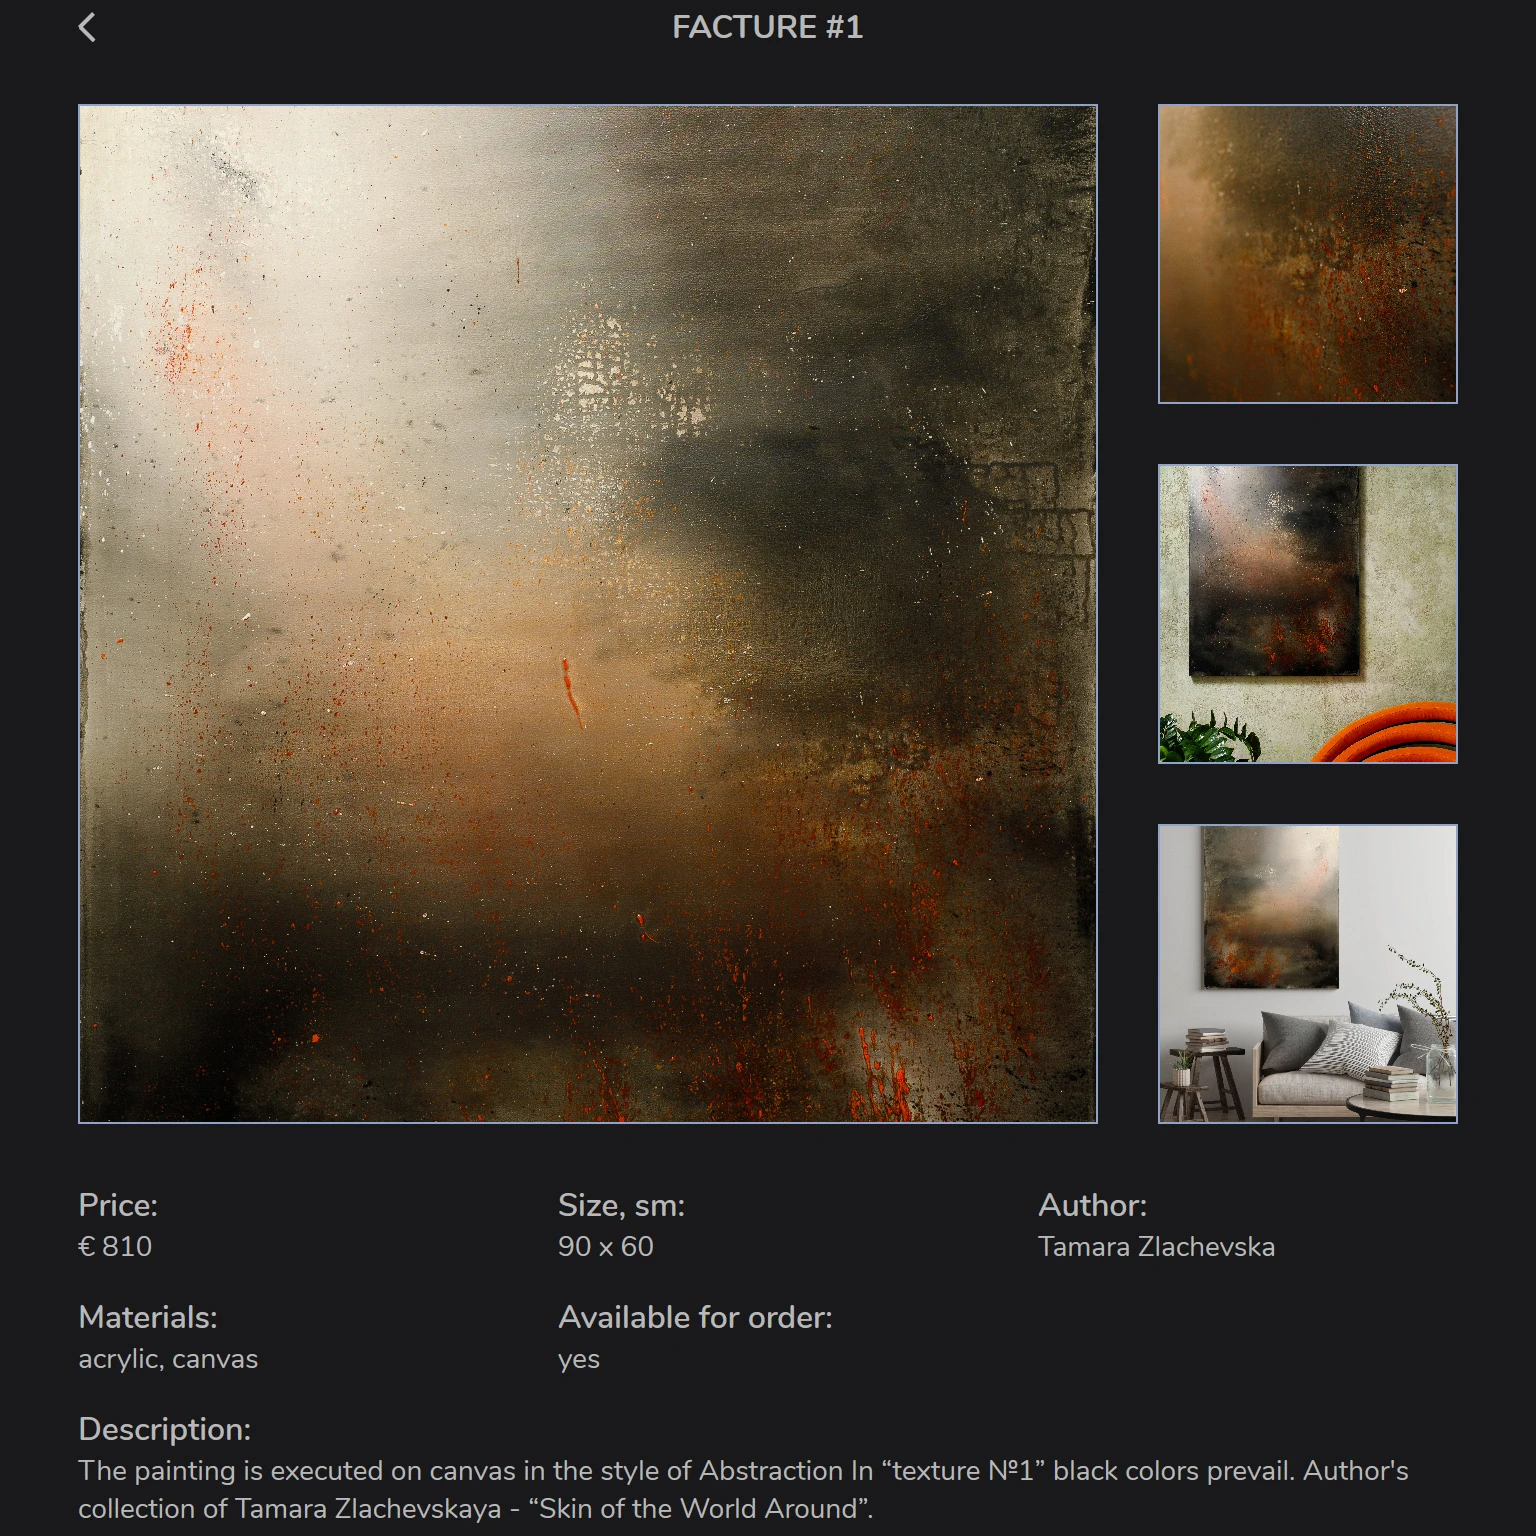 FACTURE #1
Price:
€ 810
Size, sm:
90 x 60
Author:
Tamara Zlachevska
Materials:
acrylic, canvas
Available for order:
yes
Description:
The painting is executed on canvas in the style of Abstraction In “texture №1” black colors prevail. Author's
collection of Tamara Zlachevskaya - “Skin of the World Around”.